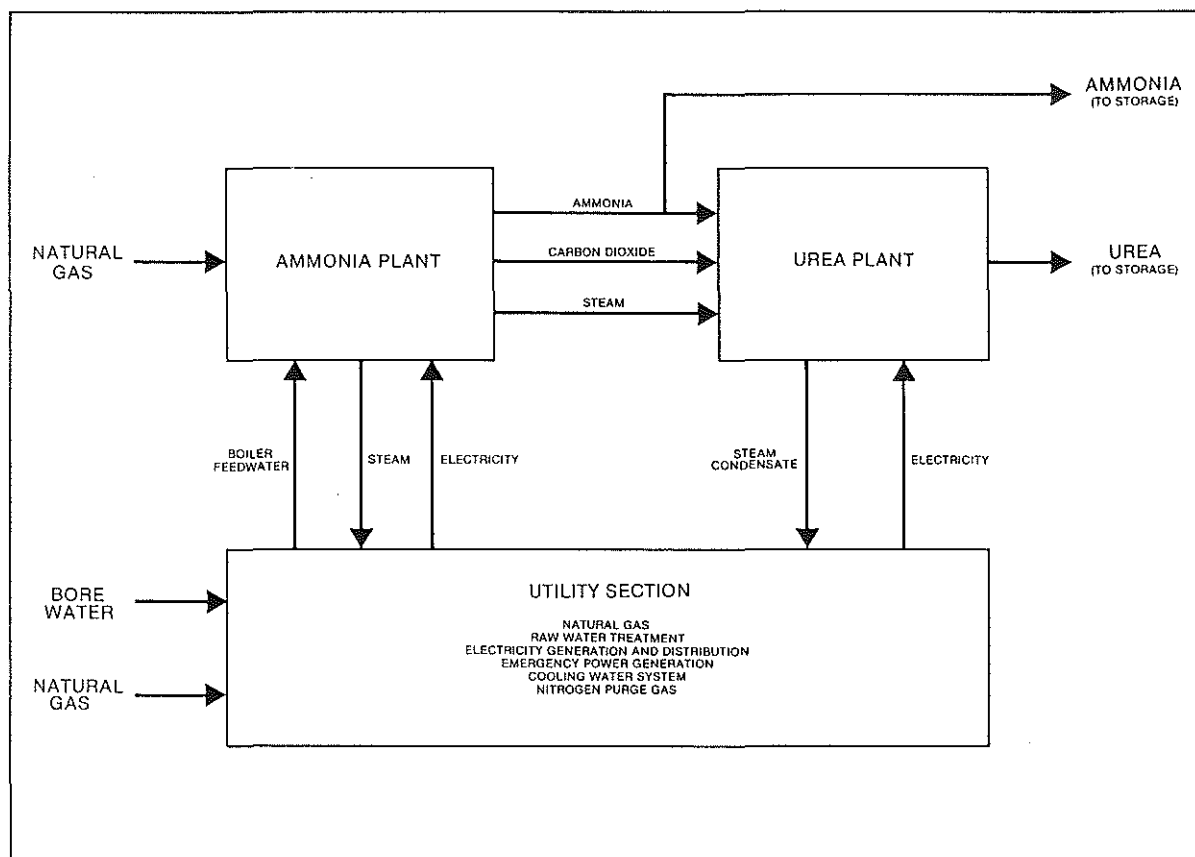 AMMONIA
(TO STORAGE)
AMMONIA
NATURAL
GAS
AMMONIA PLANT
CARBON DIOXIDE
UREA PLANT
UREA
(TO STORAGE)
STEAM
BOILER
FEEDWATER
STEAM
ELECTRICITY
STEAM
CONDENSATE
ELECTRICITY
BORE
WATER
UTILITY SECTION
NATURAL GAS
RAW WATER TREATMENT
ELECTRICITY GENERATION AND DISTRIBUTION
EMERGENCY POWER GENERATION
COOLING WATER SYSTEM
NITROGEN PURGE GAS
NATURAL
GAS